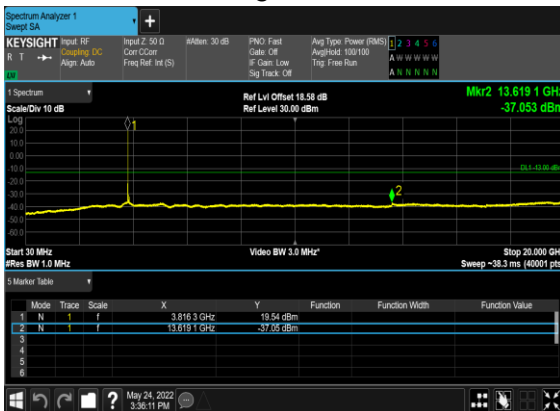 Spectrum Analyzer 1
Swept SA
+
KEYSIGHT Input: RF Input Z: 50 Ω #Atten: 30 dB PNO: Fast Avg Type: Power (RMS) 1 2 3 4 5 6
R T Coupling: DC Corr CCorr Gate: Off Avg|Hold: 100/100 A W W W W W
Align: Auto Freq Ref: Int (S) IF Gain: Low Trig: Free Run
Sig Track: Off A N N N N N
LV
1 Spectrum Ref Lvl Offset 18.58 dB Mkr2 13.619 1 GHz
Scale/Div 10 dB Ref Level 30.00 dBm -37.053 dBm
Log
1
20.0
10.0
0.00
-10.0 DL1 -13.00 dBm
-20.0
-30.0 2
-40.0
-50.0
-60.0
Start 30 MHz Video BW 3.0 MHz* Stop 20.000 GHz
#Res BW 1.0 MHz Sweep ~38.3 ms (40001 pts)
5 Marker Table
Mode Trace Scale X Y Function Function Width Function Value
1 N 1 f 3.816 3 GHz 19.54 dBm
2 N 1 f 13.619 1 GHz -37.05 dBm
3
4
5
6
? May 24, 2022
3:36:11 PM